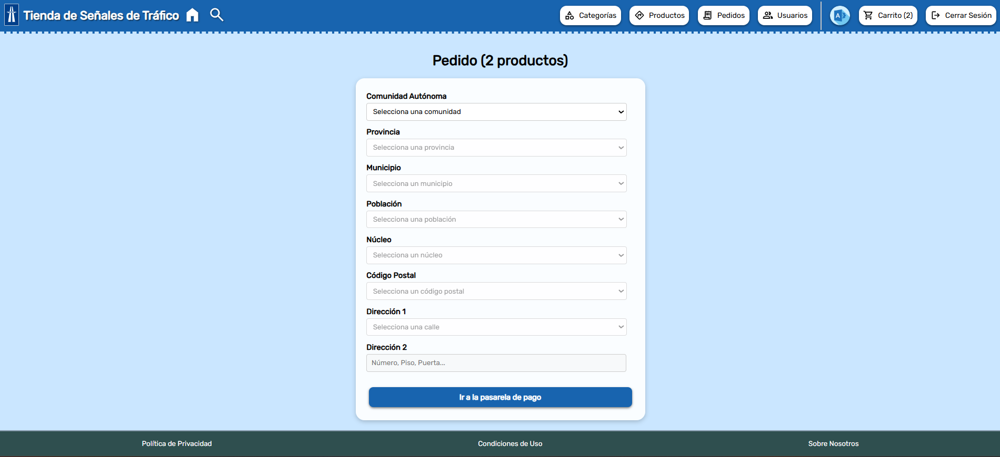 Tienda de Señales de Tráfico
Categorías
Productos
Pedidos
Usuarios
A
Carrito (2)
Cerrar Sesión
Pedido (2 productos)
Comunidad Autónoma
Selecciona una comunidad
Provincia
Selecciona una provincia
Municipio
Selecciona un municipio
Población
Selecciona una población
Núcleo
Selecciona un núcleo
Código Postal
Selecciona un código postal
Dirección 1
Selecciona una calle
Dirección 2
Número, Piso, Puerta...
Ir a la pasarela de pago
Política de Privacidad
Condiciones de Uso
Sobre Nosotros